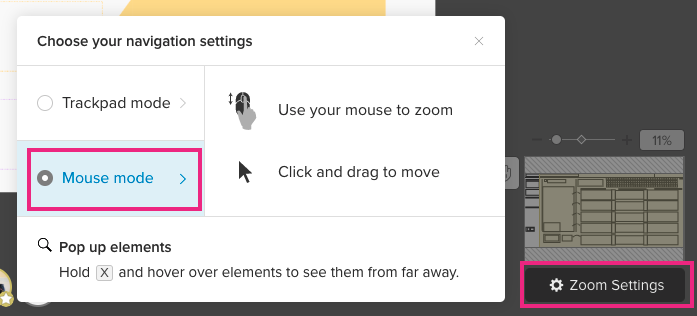 Choose your navigation settings
Trackpad mode
Use your mouse to zoom
Mouse mode
Click and drag to move
Pop up elements
Hold X and hover over elements to see them from far away.
11%
Zoom Settings